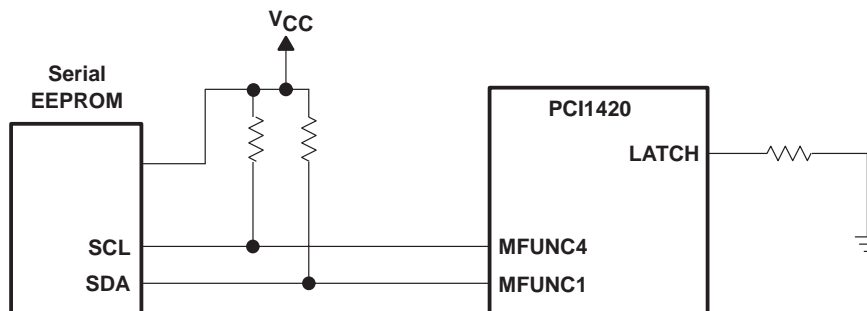 VCC
Serial
EEPROM
PCI1420
LATCH
SCL
MFUNC4
SDA
MFUNC1